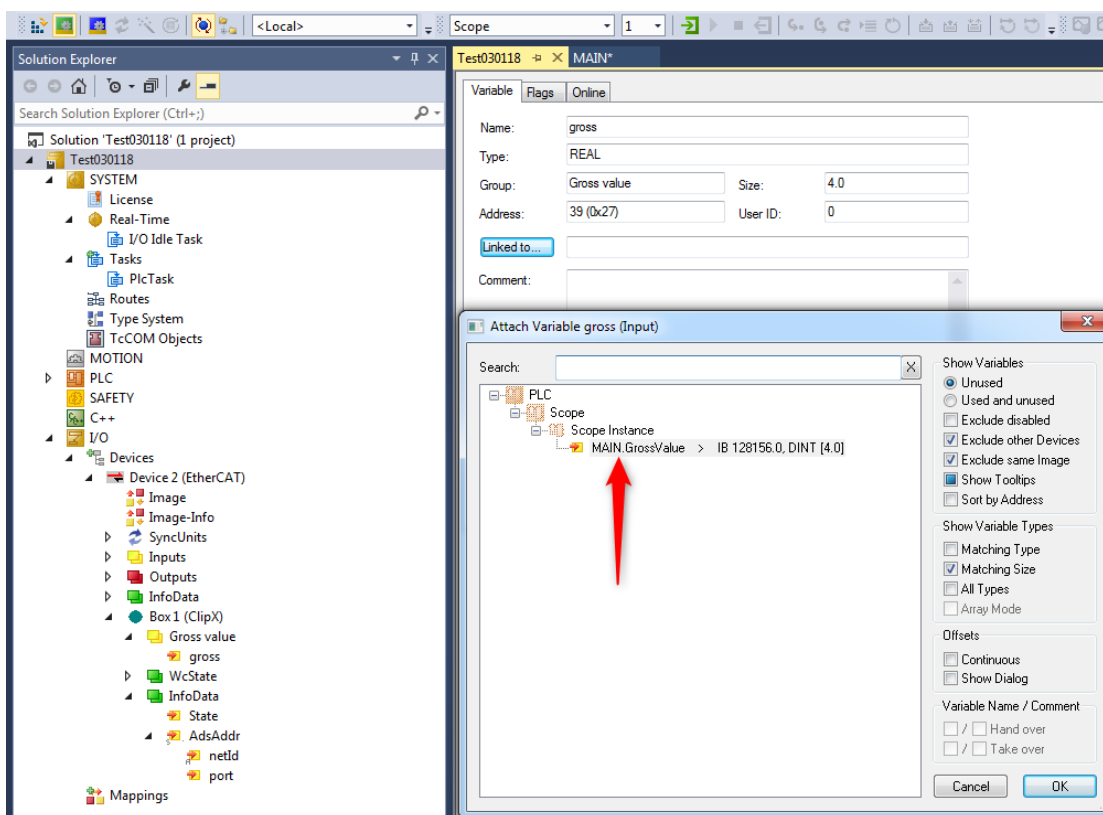 <Local>
Scope
1
Solution Explorer
Search Solution Explorer (Ctrl+;)
Solution 'Test030118' (1 project)
Test030118
SYSTEM
License
Real-Time
I/O Idle Task
Tasks
PlcTask
Routes
Type System
TcCOM Objects
MOTION
PLC
SAFETY
C++
I/O
Devices
Device 2 (EtherCAT)
Image
Image-Info
SyncUnits
Inputs
Outputs
InfoData
Box 1 (ClipX)
Gross value
gross
WcState
InfoData
State
AdsAddr
netId
port
Mappings
Test030118
MAIN*
Variable
Flags
Online
Name:
gross
Type:
REAL
Group:
Gross value
Size:
4.0
Address:
39 (0x27)
User ID:
0
Linked to...
Comment:
Attach Variable gross (Input)
Search:
PLC
Scope
Scope Instance
MAIN.GrossValue > IB 128156.0, DINT [4.0]
Show Variables
Unused
Used and unused
Exclude disabled
Exclude other Devices
Exclude same Image
Show Tooltips
Sort by Address
Show Variable Types
Matching Type
Matching Size
All Types
Array Mode
Offsets
Continuous
Show Dialog
Variable Name / Comment
/ Hand over
/ Take over
Cancel
OK